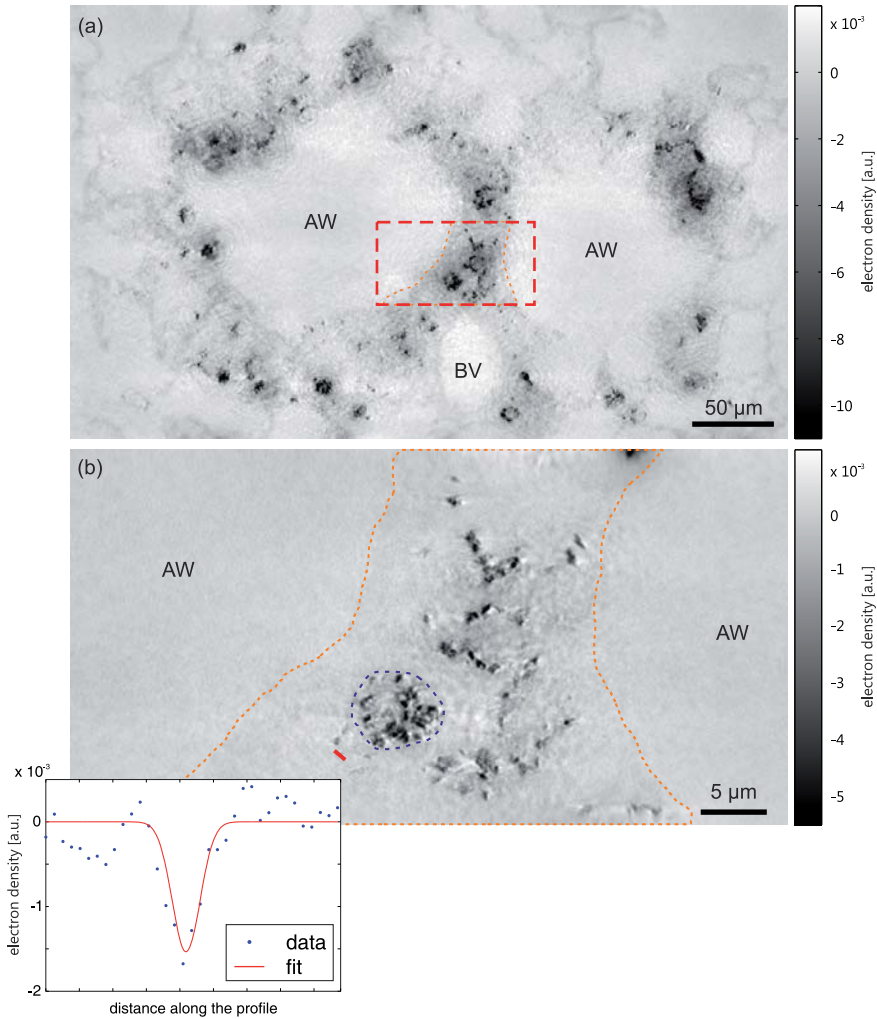 (a)
AW
AW
BV
50 µm
x 10⁻³
0
-2
-4
-6
-8
-10
electron density [a.u.]
(b)
AW
AW
5 µm
x 10⁻³
0
-1
-2
-3
-4
-5
electron density [a.u.]
x 10⁻³
0
-1
-2
electron density [a.u.]
data
fit
distance along the profile